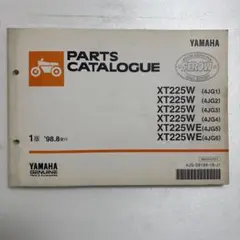 YAMAHA
PARTS
CATALOGUE
XT225W (4JG1)
XT225W (4JG2)
XT225W (4JG3)
XT225W (4JG4)
XT225WE (4JG5)
XT225WE (4JG6)
1版 '98.8発行
YAMAHA
GENUINE